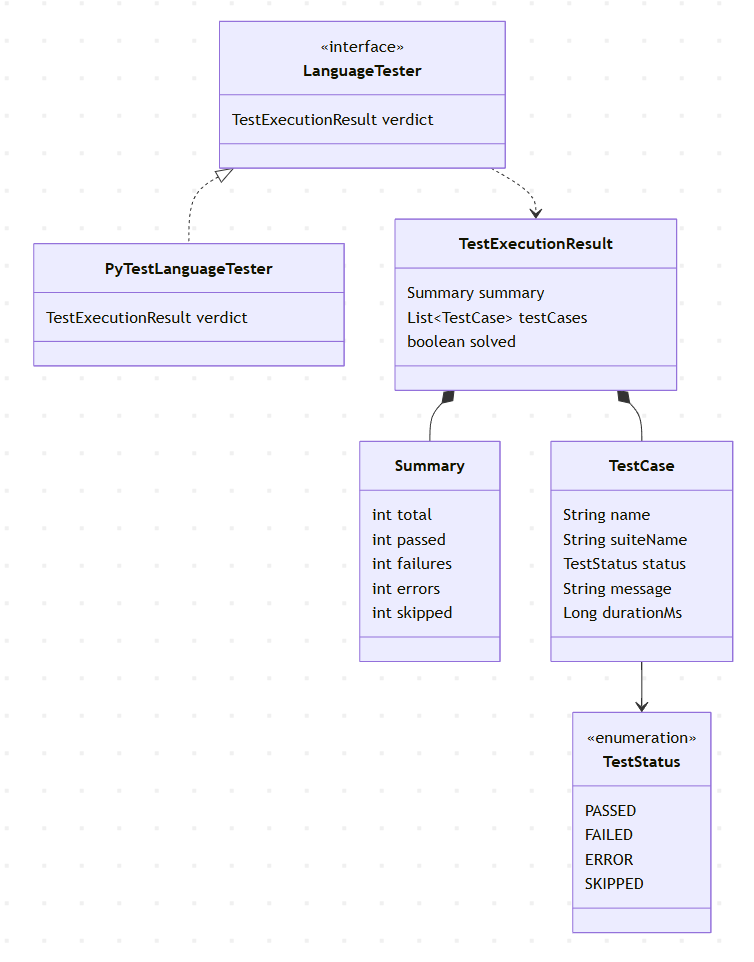 «interface»
LanguageTester
TestExecutionResult verdict
PyTestLanguageTester
TestExecutionResult verdict
TestExecutionResult
Summary summary
List<TestCase> testCases
boolean solved
Summary
int total
int passed
int failures
int errors
int skipped
TestCase
String name
String suiteName
TestStatus status
String message
Long durationMs
«enumeration»
TestStatus
PASSED
FAILED
ERROR
SKIPPED